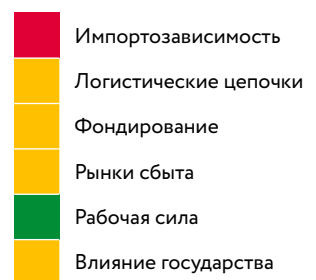 Импортозависимость
Логистические цепочки
Фондирование
Рынки сбыта
Рабочая сила
Влияние государства